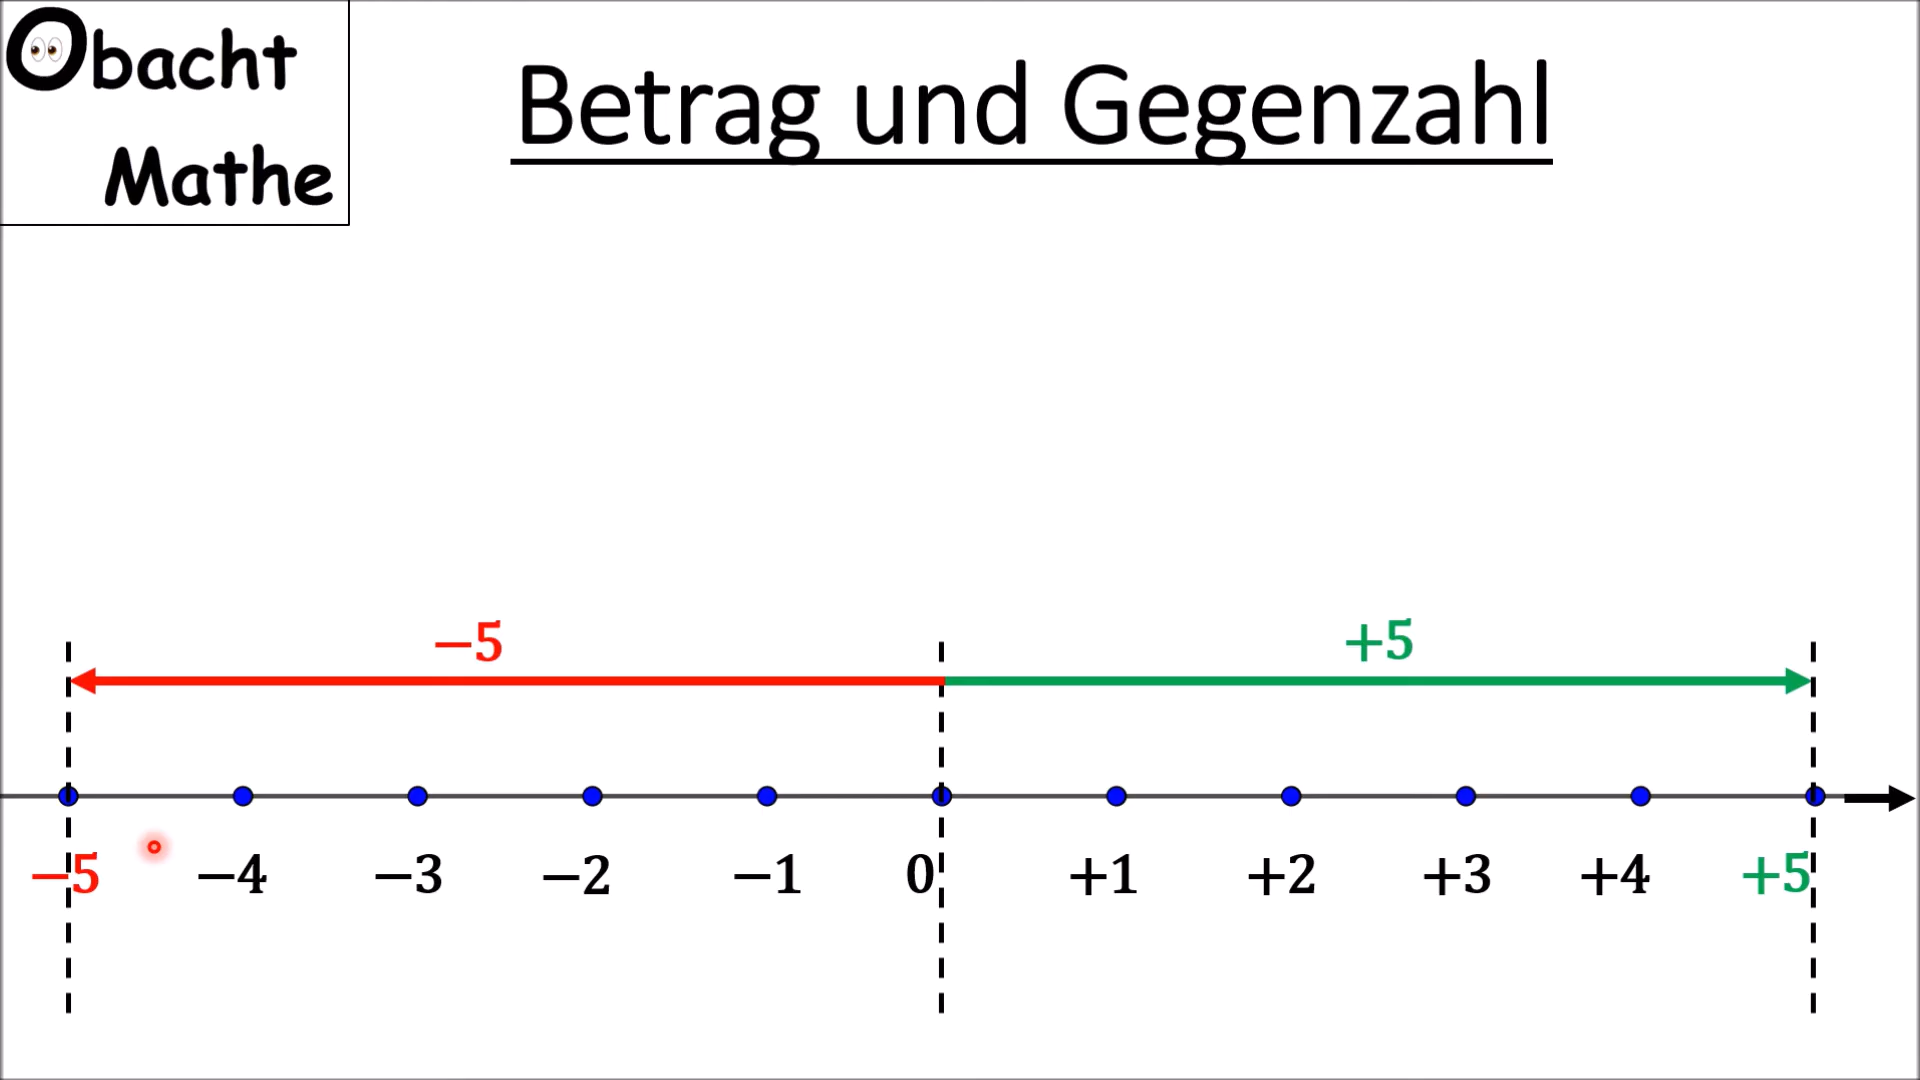 Obacht
Mathe
Betrag und Gegenzahl
−5
+5
−5 −4 −3 −2 −1 0 +1 +2 +3 +4 +5